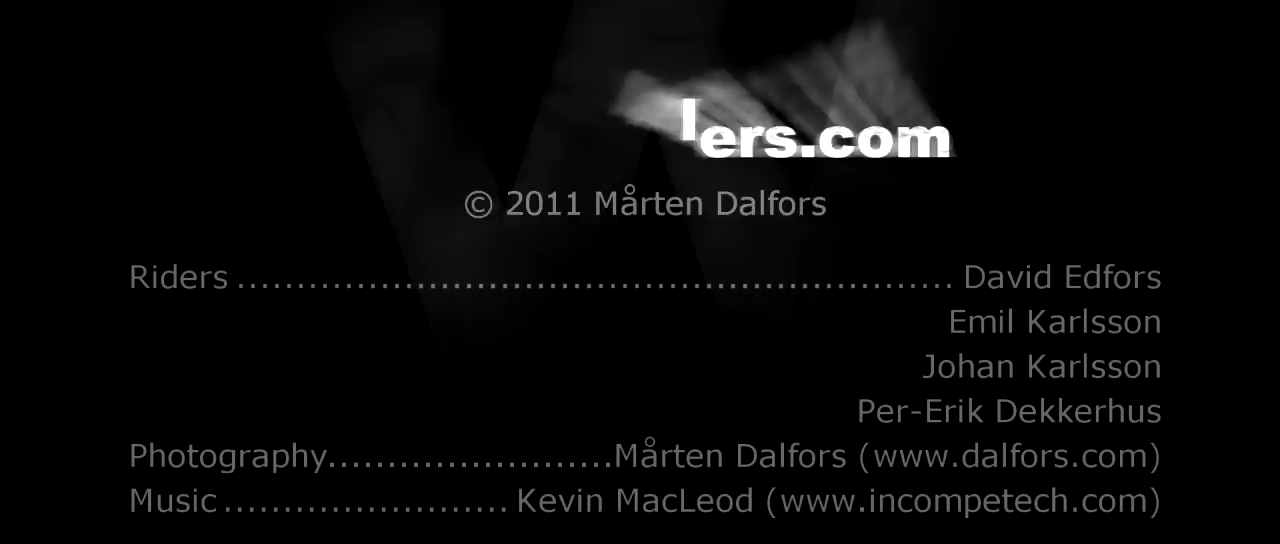 lers.com
© 2011 Mårten Dalfors
Riders ............................................................ David Edfors
Emil Karlsson
Johan Karlsson
Per-Erik Dekkerhus
Photography........................Mårten Dalfors (www.dalfors.com)
Music ........................ Kevin MacLeod (www.incompetech.com)